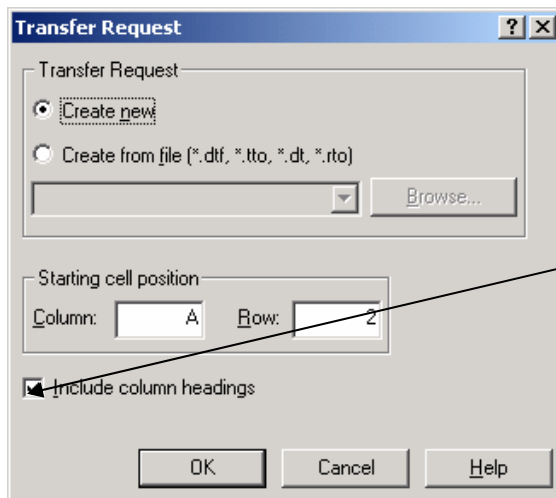 Transfer Request
Transfer Request
Create new
Create from file (*.dtf, *.tto, *.dt, *.rto)
Browse...
Starting cell position
Column: A Row: 2
Include column headings
OK Cancel Help